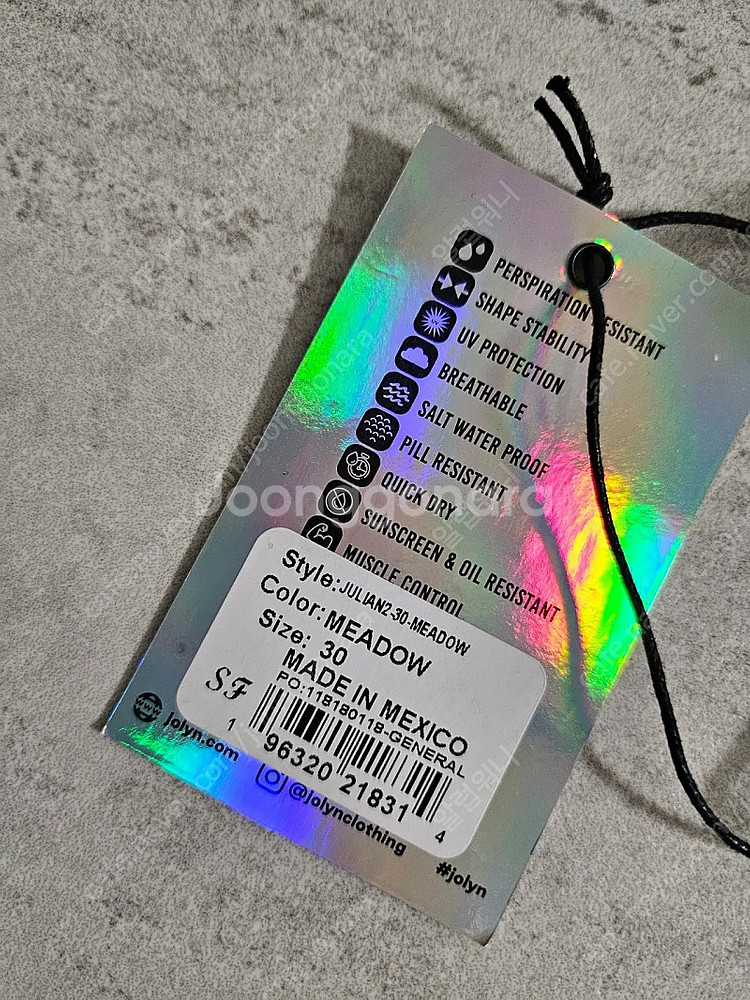 PERSPIRATION RESISTANT
SHAPE STABILITY
UV PROTECTION
BREATHABLE
SALT WATER PROOF
PILL RESISTANT
QUICK DRY
SUNSCREEN & OIL RESISTANT
MUSCLE CONTROL
Style: JULIAN2-30-MEADOW
Color: MEADOW
Size: 30
MADE IN MEXICO
PO:118180118-GENERAL
SF
1 96320 21831 4
www
jolyn.com
@jolynclothing
#jolyn
Joonggonara